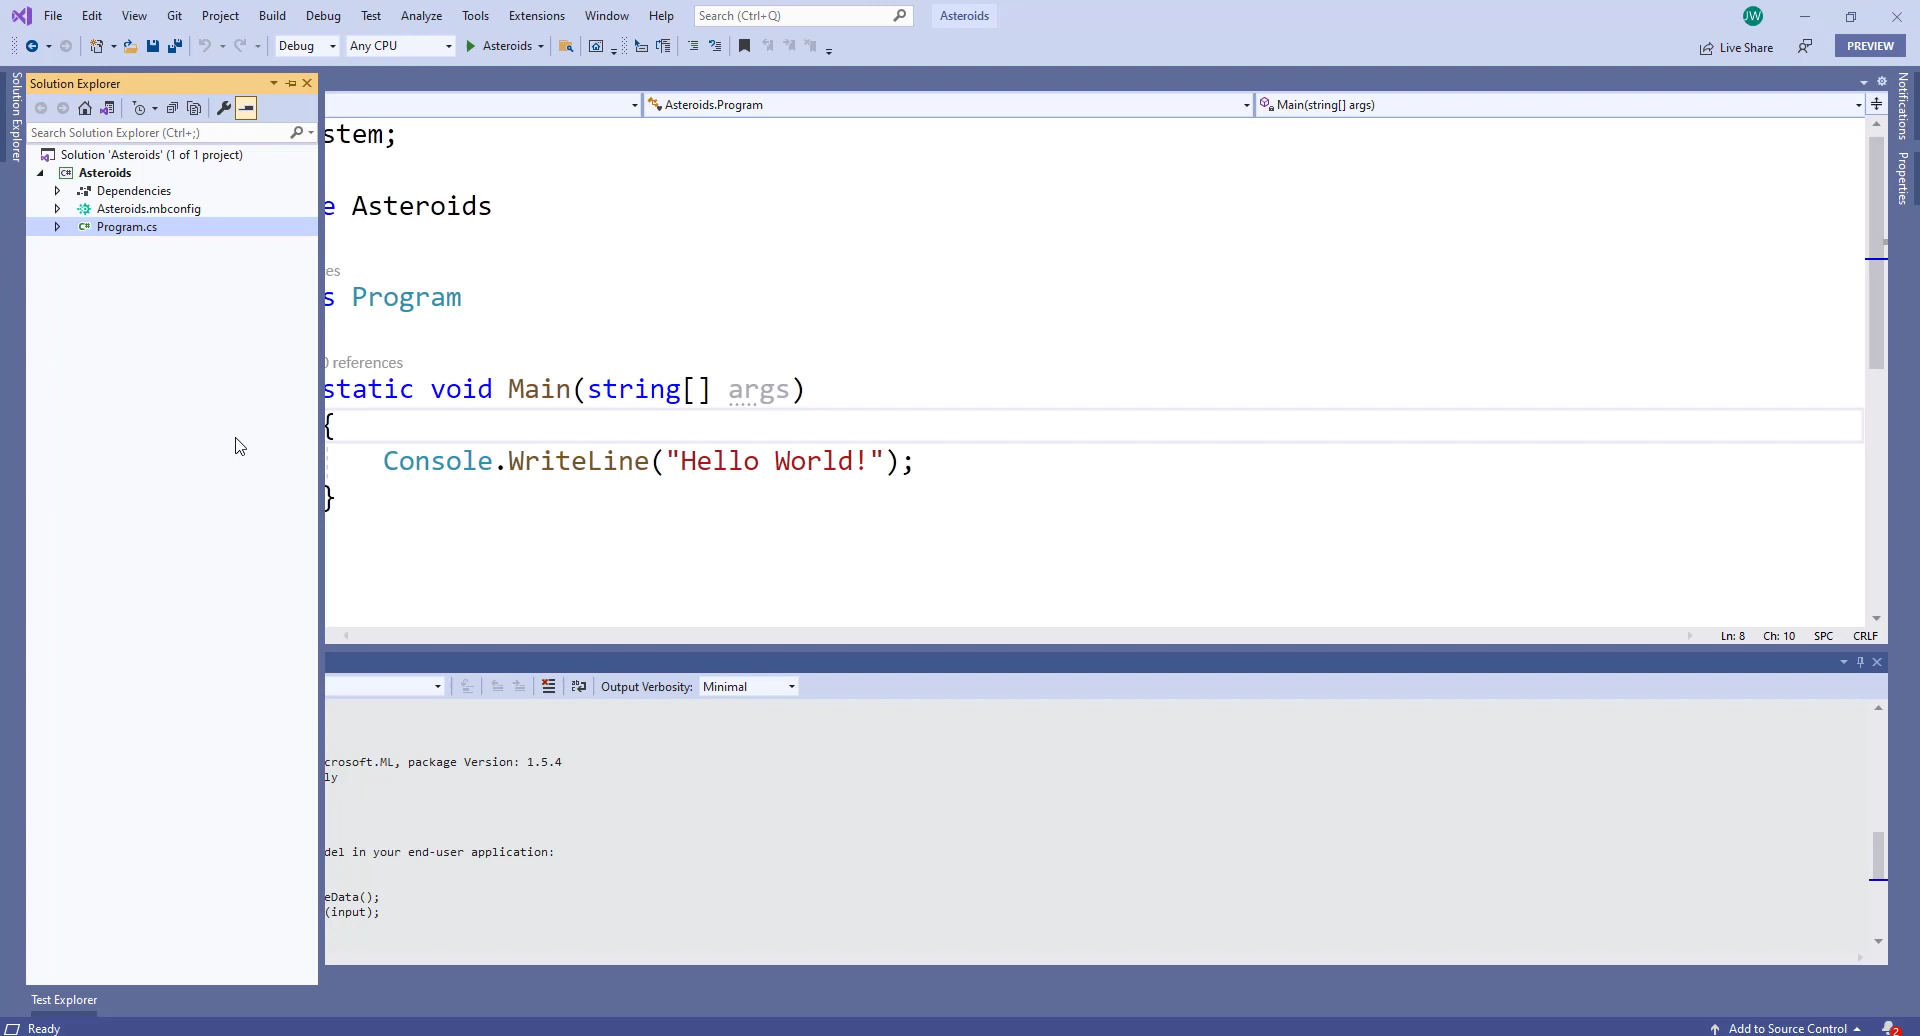 File Edit View Git Project Build Debug Test Analyze Tools Extensions Window Help Search (Ctrl+Q) Asteroids JW
Debug Any CPU Asteroids Live Share PREVIEW
Solution Explorer
Solution Explorer
Search Solution Explorer (Ctrl+;)
Solution 'Asteroids' (1 of 1 project)
Asteroids
Dependencies
Asteroids.mbconfig
Program.cs
Asteroids.Program Main(string[] args)
stem;
e Asteroids
es
s Program
0 references
static void Main(string[] args)
{
Console.WriteLine("Hello World!");
}
Ln: 8 Ch: 10 SPC CRLF
Output Verbosity: Minimal
crosoft.ML, package Version: 1.5.4
ly
del in your end-user application:
eData();
(input);
Notifications
Properties
Test Explorer
Ready Add to Source Control 2